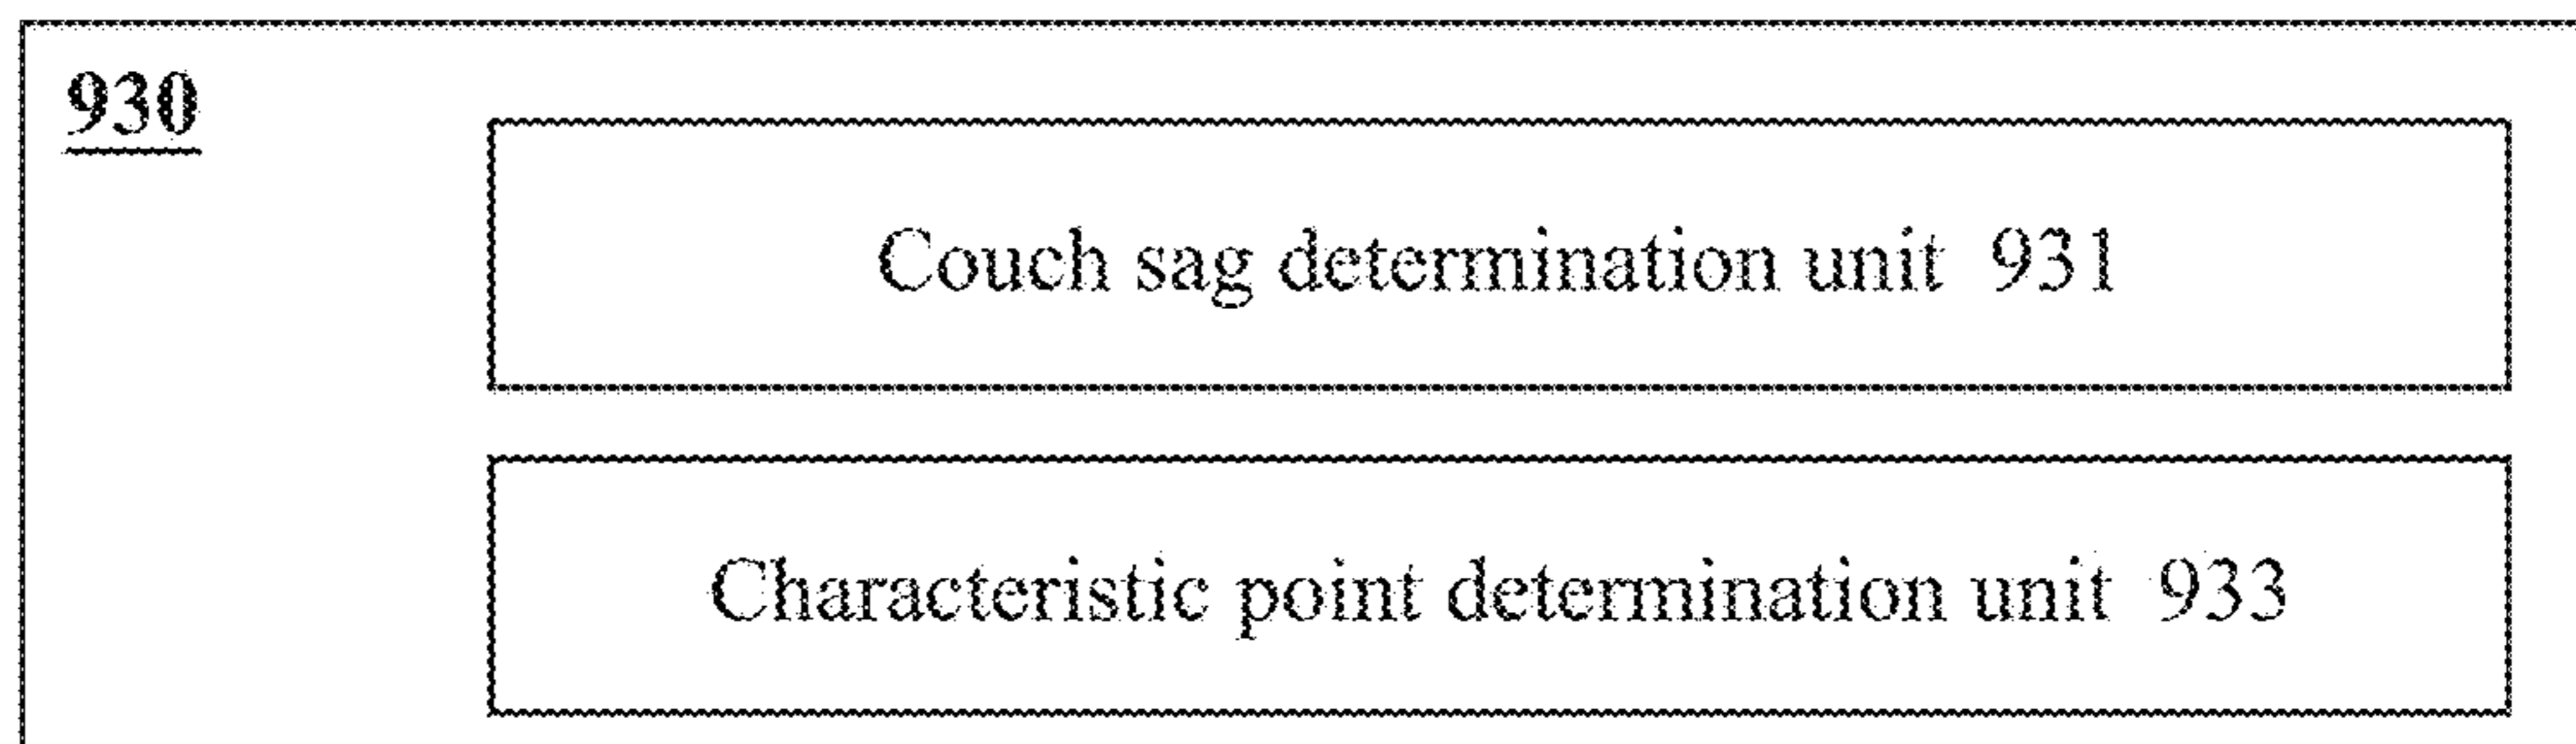 930
Couch sag determination unit 931
Characteristic point determination unit 933